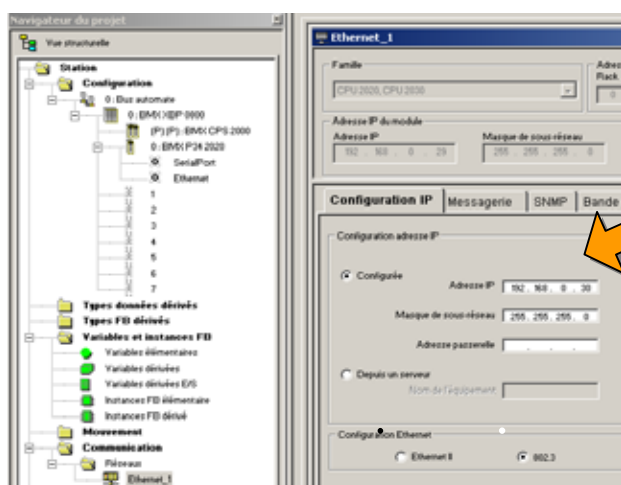 Navigateur du projet
Vue structurelle
Station
Configuration
0 : Bus automate
0 : BMX XBP 0800
(P) (P) : BMX CPS 2000
0 : BMX P34 2020
SerialPort
Ethernet
1
2
3
4
5
6
7
Types données dérivés
Types FB dérivés
Variables et instances FB
Variables élémentaires
Variables dérivées
Variables dérivées E/S
Instances FB élémentaire
Instances FB dérivé
Mouvement
Communication
Réseaux
Ethernet_1
Ethernet_1
Famille
CPU 2020, CPU 2030
Adres
Rack
0
Adresse IP du module
Adresse IP
Masque de sous-réseau
192 . 168 . 0 . 29
255 . 255 . 255 . 0
Configuration IP
Messagerie
SNMP
Bande
Configuration adresse IP
Configurée
Adresse IP
192 . 168 . 0 . 30
Masque de sous-réseau
255 . 255 . 255 . 0
Adresse passerelle
. . .
Depuis un serveur
Nom de l'équipement
Configuration Ethernet
Ethernet II
802.3